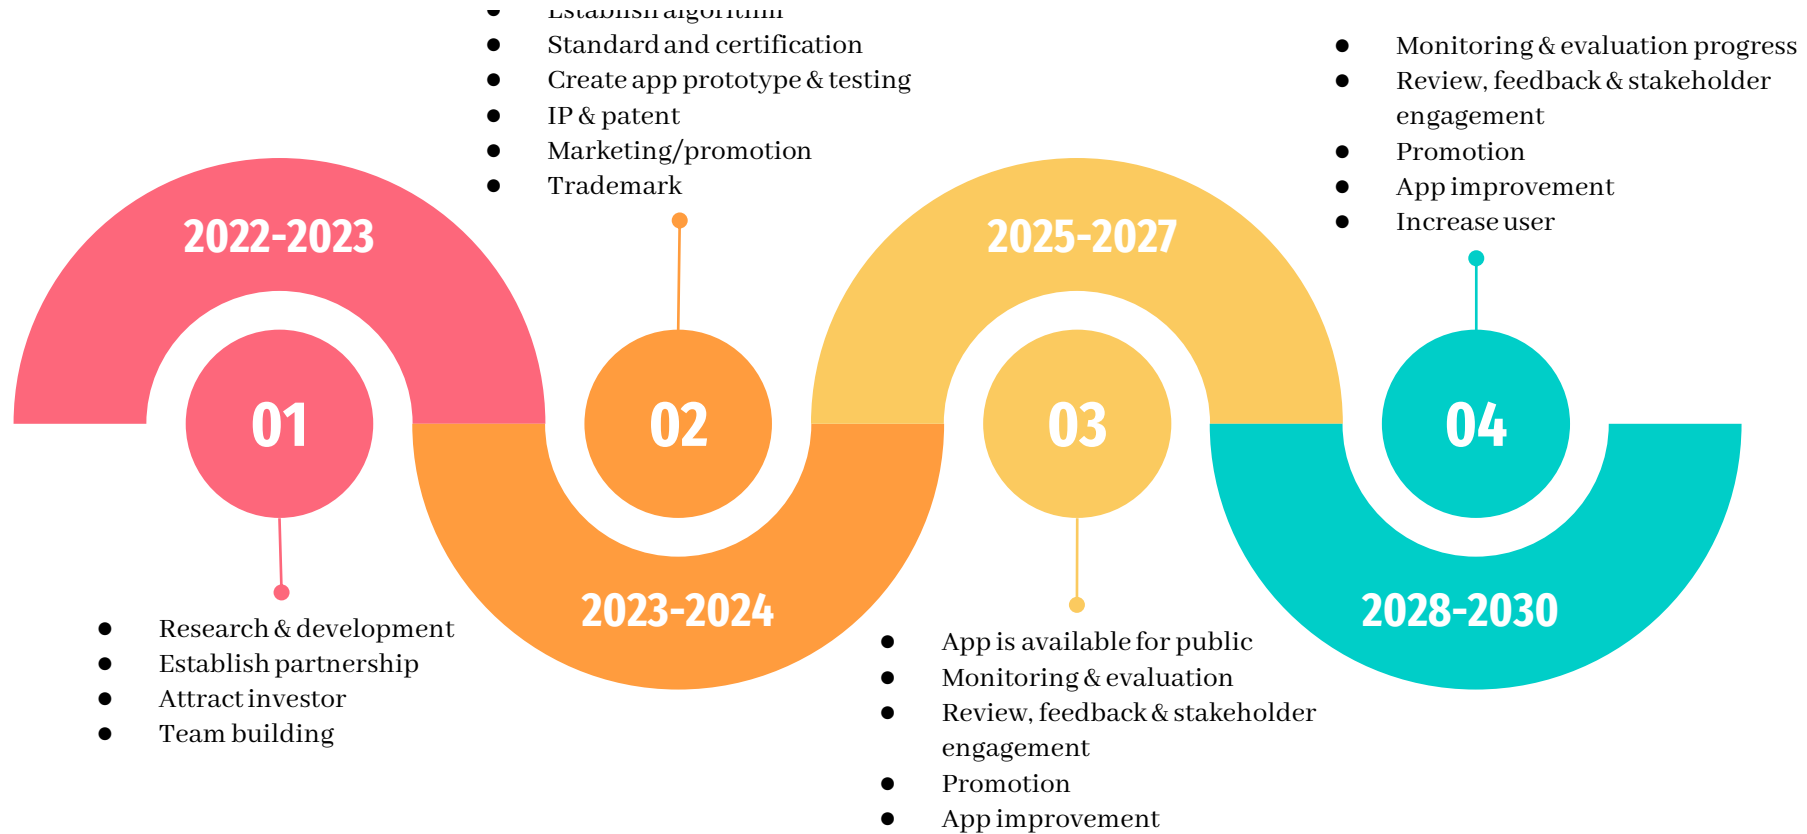 2022-2023
01
● Research & development
● Establish partnership
● Attract investor
● Team building
● Establish algorithm
● Standard and certification
● Create app prototype & testing
● IP & patent
● Marketing/promotion
● Trademark
02
2023-2024
2025-2027
03
● App is available for public
● Monitoring & evaluation
● Review, feedback & stakeholder
engagement
● Promotion
● App improvement
● Monitoring & evaluation progress
● Review, feedback & stakeholder
engagement
● Promotion
● App improvement
● Increase user
04
2028-2030